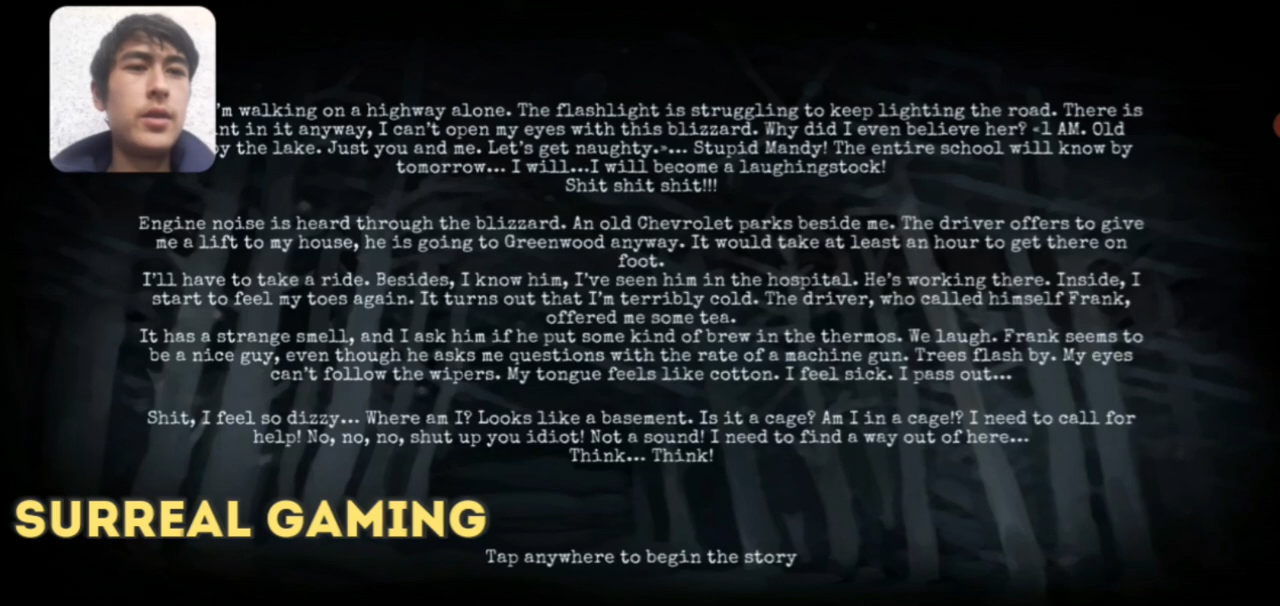 'm walking on a highway alone. The flashlight is struggling to keep lighting the road. There is
nt in it anyway, I can't open my eyes with this blizzard. Why did I even believe her? «1 AM. Old
y the lake. Just you and me. Let's get naughty.»... Stupid Mandy! The entire school will know by
tomorrow... I will...I will become a laughingstock!
Shit shit shit!!!
Engine noise is heard through the blizzard. An old Chevrolet parks beside me. The driver offers to give
me a lift to my house, he is going to Greenwood anyway. It would take at least an hour to get there on
foot.
I'll have to take a ride. Besides, I know him, I've seen him in the hospital. He's working there. Inside, I
start to feel my toes again. It turns out that I'm terribly cold. The driver, who called himself Frank,
offered me some tea.
It has a strange smell, and I ask him if he put some kind of brew in the thermos. We laugh. Frank seems to
be a nice guy, even though he asks me questions with the rate of a machine gun. Trees flash by. My eyes
can't follow the wipers. My tongue feels like cotton. I feel sick. I pass out...
Shit, I feel so dizzy... Where am I? Looks like a basement. Is it a cage? Am I in a cage!? I need to call for
help! No, no, no, shut up you idiot! Not a sound! I need to find a way out of here...
Think... Think!
SURREAL GAMING
Tap anywhere to begin the story